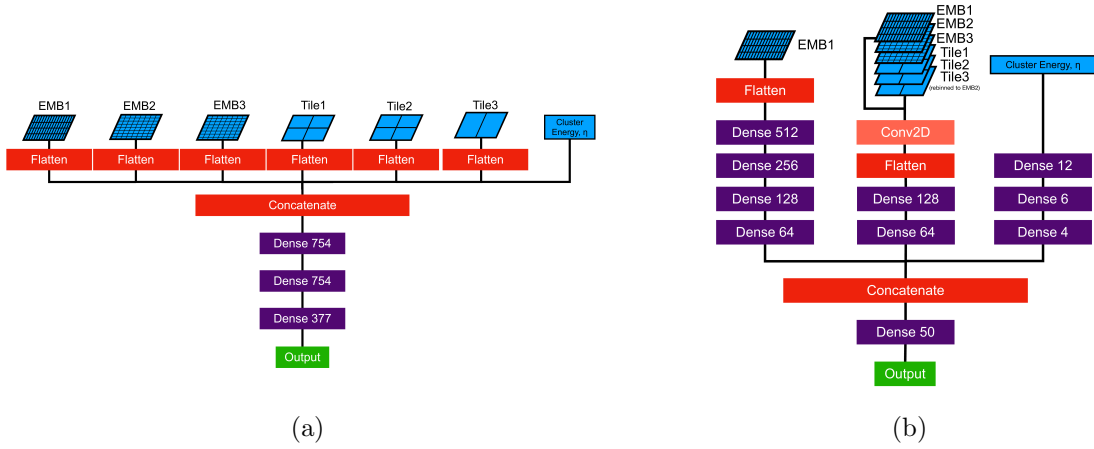 EMB1 EMB2 EMB3 Tile1 Tile2 Tile3
Cluster
Energy, η
Flatten Flatten Flatten Flatten Flatten Flatten
Concatenate
Dense 754
Dense 754
Dense 377
Output
(a)
EMB1
EMB1
EMB2
EMB3
Tile1
Tile2
Tile3
(rebinned to EMB2)
Cluster Energy, η
Flatten
Dense 512 Conv2D
Dense 256 Flatten Dense 12
Dense 128 Dense 128 Dense 6
Dense 64 Dense 64 Dense 4
Concatenate
Dense 50
Output
(b)